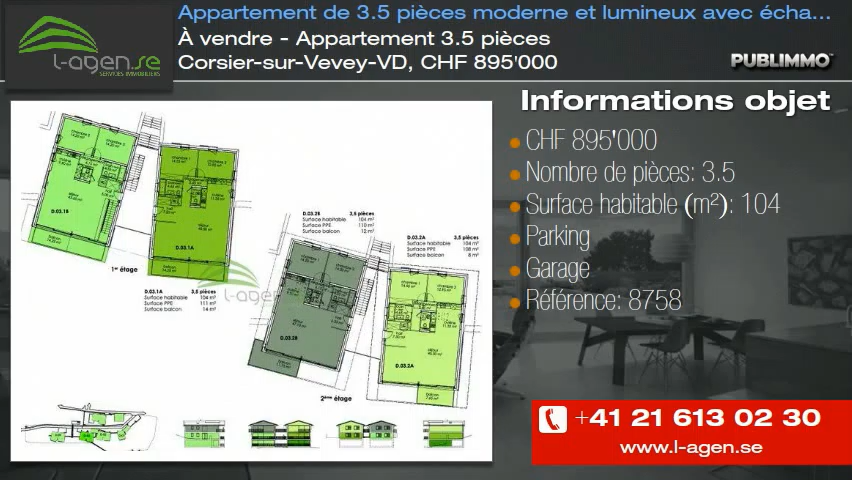 Appartement de 3.5 pièces moderne et lumineux avec écha...
À vendre - Appartement 3.5 pièces
Corsier-sur-Vevey-VD, CHF 895'000
l-agen.se
SERVICES IMMOBILIERS
PUBLIMMO
Informations objet
CHF 895'000
Nombre de pièces: 3.5
Surface habitable (m²): 104
Parking
Garage
Référence: 8758
D.03.1B
D.03.1A
1er étage
D.03.1A 3,5 pièces
Surface habitable 104 m²
Surface PPE 111 m²
Surface balcon 14 m²
l-agen.se
D.03.2B 3,5 pièces
Surface habitable 104 m²
Surface PPE 110 m²
Surface balcon 12 m²
D.03.2A 3,5 pièces
Surface habitable 104 m²
Surface PPE 108 m²
Surface balcon 8 m²
D.03.2B
D.03.2A
2ème étage
+41 21 613 02 30
www.l-agen.se